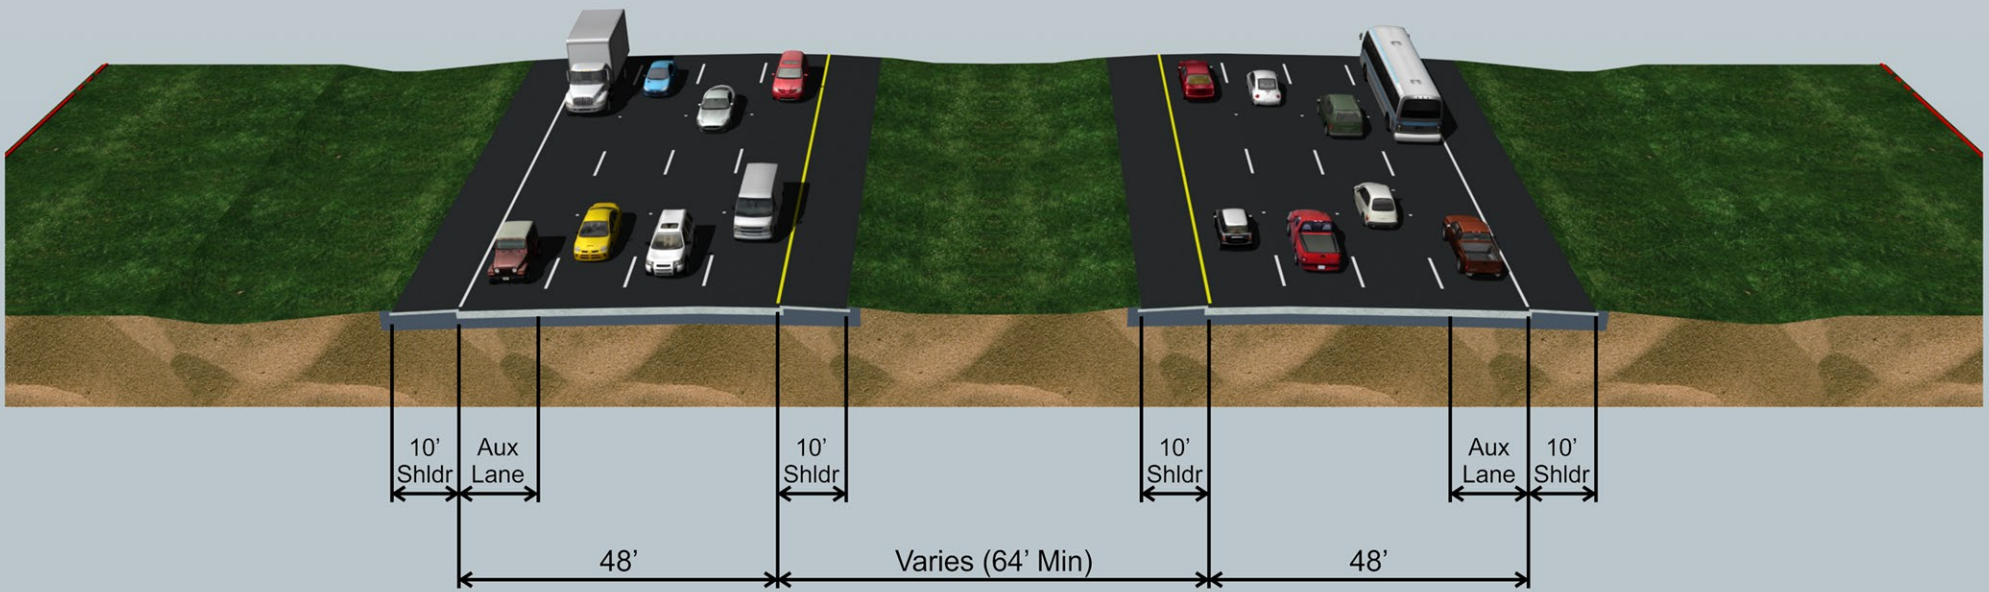 10’
Shldr
Aux
Lane
10’
Shldr
10’
Shldr
Aux
Lane
10’
Shldr
48’
Varies (64’ Min)
48’